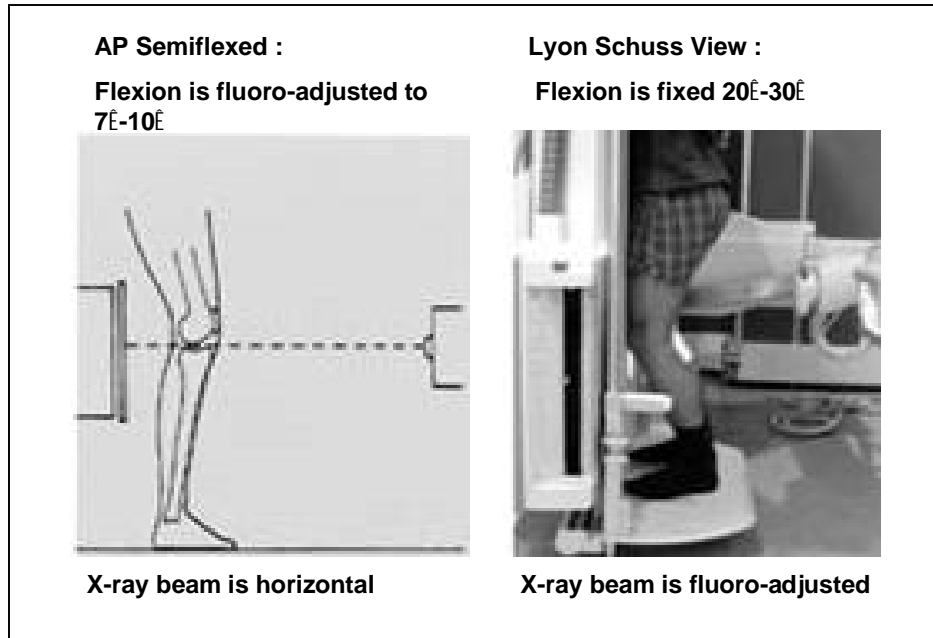 AP Semiflexed :
Flexion is fluoro-adjusted to
7Ê-10Ê
X-ray beam is horizontal
Lyon Schuss View :
Flexion is fixed 20Ê-30Ê
X-ray beam is fluoro-adjusted